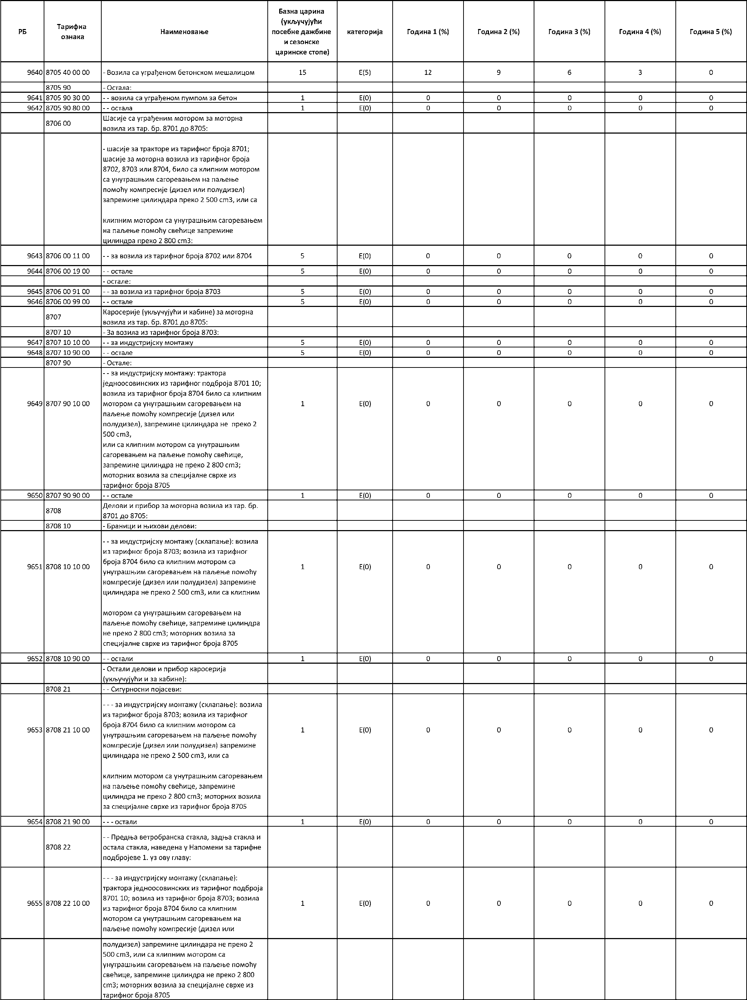 РБ Тарифна ознака Наименовање Базна царина (укључујући посебне дажбине и сезонске царинске стопе) категорија Година 1 (%) Година 2 (%) Година 3 (%) Година 4 (%) Година 5 (%)
9640 8705 40 00 00 - Возила са уграђеном бетонском мешалицом 15 E(5) 12 9 6 3 0
8705 90 - Остала:
9641 8705 90 30 00 - - возила са уграђеном пумпом за бетон 1 E(0) 0 0 0 0 0
9642 8705 90 80 00 - - остала 1 E(0) 0 0 0 0 0
8706 00 Шасије са уграђеним мотором за моторна
возила из тар. бр. 8701 до 8705:
- шасије за тракторе из тарифног броја 8701;
шасије за моторна возила из тарифног броја
8702, 8703 или 8704, било са клипним мотором
са унутрашњим сагоревањем на паљење
помоћу компресије (дизел или полудизел)
запремине цилиндара преко 2 500 cm3, или са
клипним мотором са унутрашњим сагоревањем
на паљење помоћу свећице запремине
цилиндра преко 2 800 cm3:
9643 8706 00 11 00 - - за возила из тарифног броја 8702 или 8704 5 E(0) 0 0 0 0 0
9644 8706 00 19 00 - - остале 5 E(0) 0 0 0 0 0
- остале:
9645 8706 00 91 00 - - за возила из тарифног броја 8703 5 E(0) 0 0 0 0 0
9646 8706 00 99 00 - - остале 5 E(0) 0 0 0 0 0
8707 Каросерије (укључујући и кабине) за моторна
возила из тар. бр. 8701 до 8705:
8707 10 - За возила из тарифног броја 8703:
9647 8707 10 10 00 - - за индустријску монтажу 5 E(0) 0 0 0 0 0
9648 8707 10 90 00 - - остале 5 E(0) 0 0 0 0 0
8707 90 - Остале:
9649 8707 90 10 00 - - за индустријску монтажу: трактора
једноосовинских из тарифног подброја 8701 10;
возила из тарифног броја 8704 било са клипним
мотором са унутрашњим сагоревањем на 1 E(0) 0 0 0 0 0
паљење помоћу компресије (дизел или
полудизел), запремине цилиндара не преко 2
500 cm3,
или са клипним мотором са унутрашњим
сагоревањем на паљење помоћу свећице,
запремине цилиндра не преко 2 800 cm3;
моторних возила за специјалне сврхе из
тарифног броја 8705
9650 8707 90 90 00 - - остале 1 E(0) 0 0 0 0 0
8708 Делови и прибор за моторна возила из тар. бр.
8701 до 8705:
8708 10 - Браници и њихови делови:
9651 8708 10 10 00 - - за индустријску монтажу (склапање): возила
из тарифног броја 8703; возила из тарифног
броја 8704 било са клипним мотором са
унутрашњим сагоревањем на паљење помоћу 1 E(0) 0 0 0 0 0
компресије (дизел или полудизел) запремине
цилиндара не преко 2 500 cm3, или са клипним
мотором са унутрашњим сагоревањем на
паљење помоћу свећице, запремине цилиндра
не преко 2 800 cm3; моторних возила за
специјалне сврхе из тарифног броја 8705
9652 8708 10 90 00 - - остали 1 E(0) 0 0 0 0 0
- Остали делови и прибор каросерија
(укључујући и за кабине):
8708 21 - - Сигурносни појасеви:
9653 8708 21 10 00 - - - за индустријску монтажу (склапање): возила
из тарифног броја 8703; возила из тарифног
броја 8704 било са клипним мотором са
унутрашњим сагоревањем на паљење помоћу 1 E(0) 0 0 0 0 0
компресије (дизел или полудизел) запремине
цилиндара не преко 2 500 cm3, или са
клипним мотором са унутрашњим сагоревањем
на паљење помоћу свећице, запремине
цилиндра не преко 2 800 cm3; моторних возила
за специјалне сврхе из тарифног броја 8705
9654 8708 21 90 00 - - - остали 1 E(0) 0 0 0 0 0
8708 22 - - Предња ветробранска стакла, задња стакла и
остала стакла, наведена у Напомени за тарифне
подбројеве 1. уз ову главу:
9655 8708 22 10 00 - - - за индустријску монтажу (склапање):
трактора једноосовинских из тарифног подброја
8701 10; возила из тарифног броја 8703; возила
из тарифног броја 8704 било са клипним 1 E(0) 0 0 0 0 0
мотором са унутрашњим сагоревањем на
паљење помоћу компресије (дизел или
полудизел) запремине цилиндара не преко 2
500 cm3, или са клипним мотором са
унутрашњим сагоревањем на паљење помоћу
свећице, запремине цилиндра не преко 2 800
cm3; моторних возила за специјалне сврхе из
тарифног броја 8705